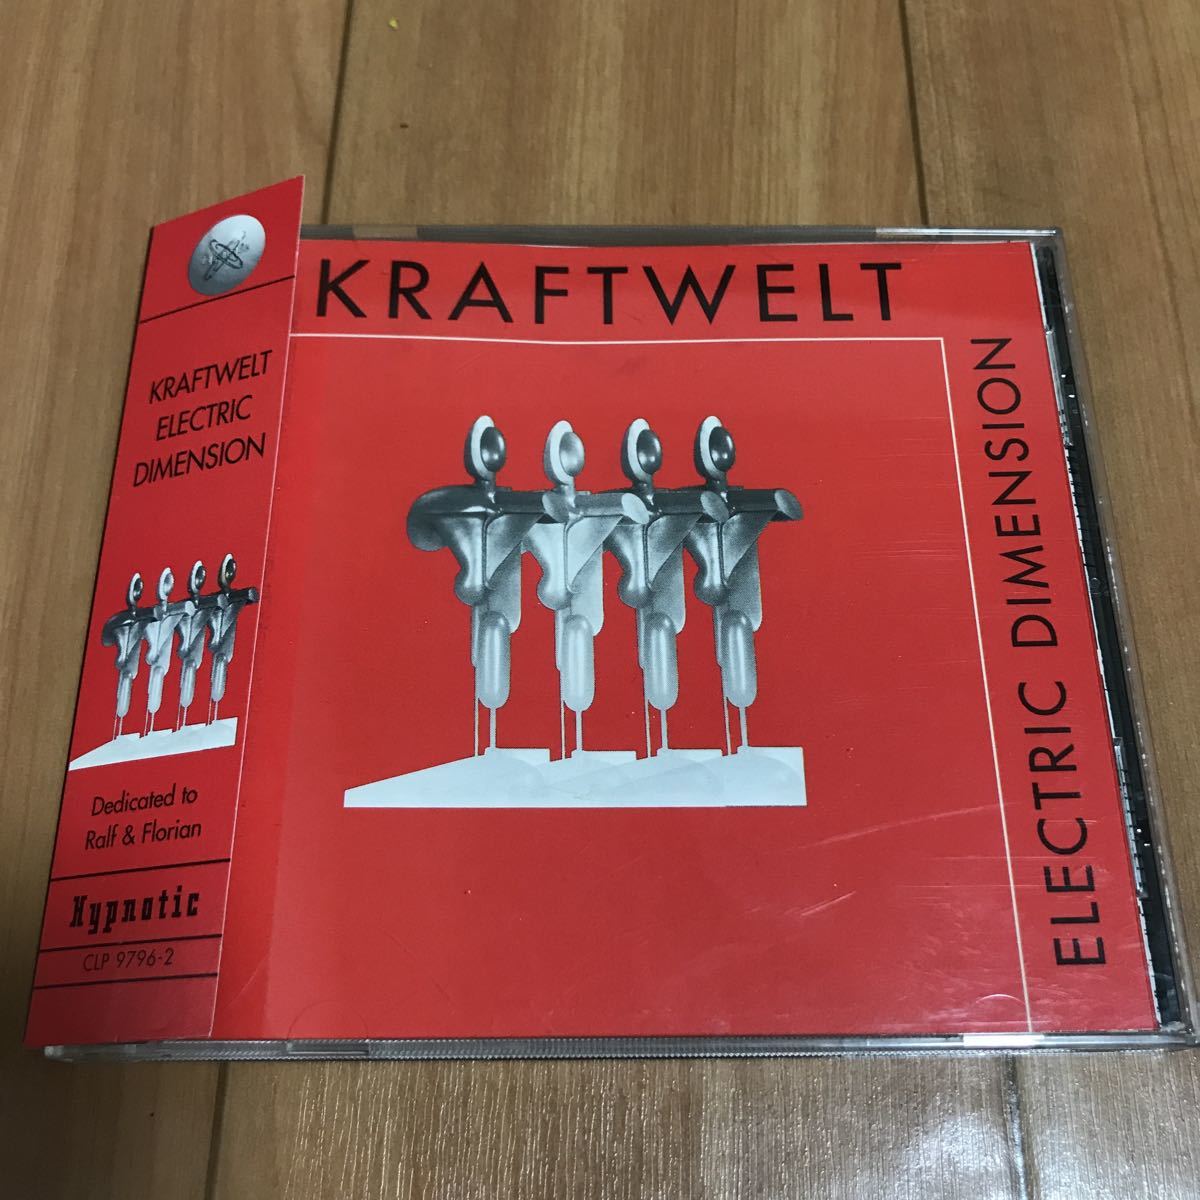 KRAFTWELT
ELECTRIC
DIMENSION
Dedicated to
Ralf & Florian
Hypnotic
CLP 9796-2
KRAFTWELT
ELECTRIC DIMENSION